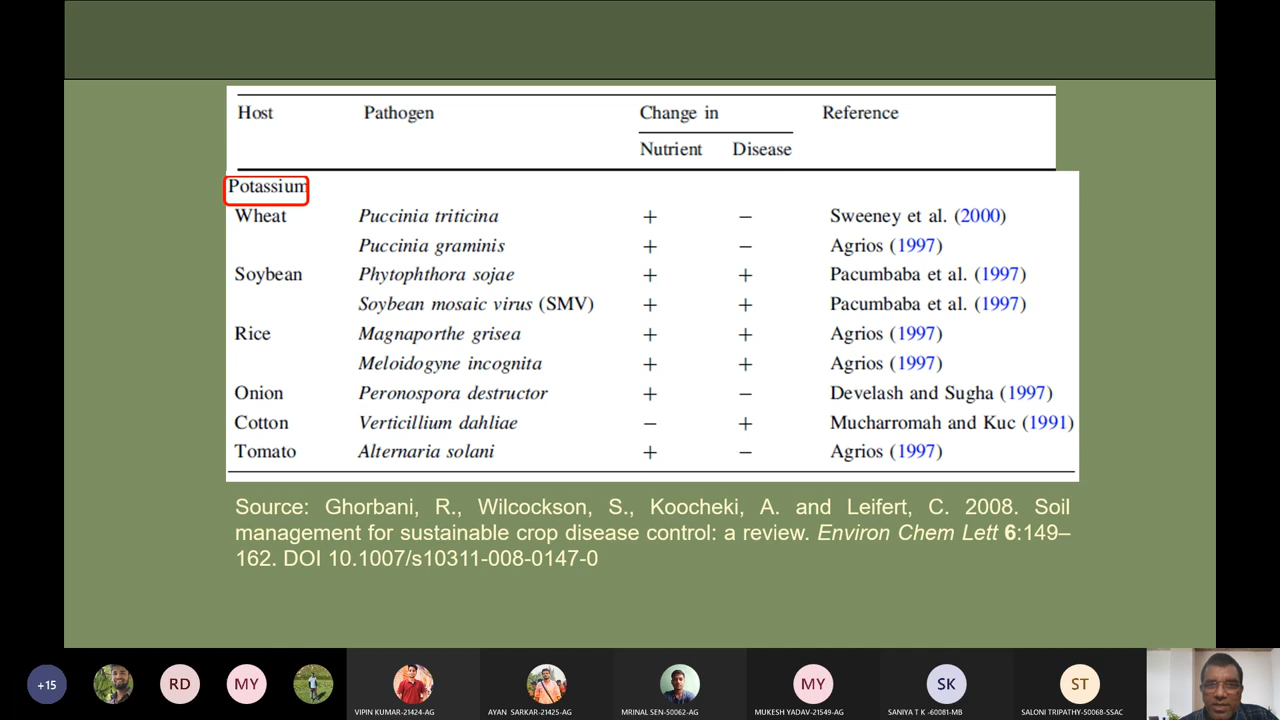 Host Pathogen Change in Reference
Nutrient Disease
Potassium
Wheat Puccinia triticina + − Sweeney et al. (2000)
Puccinia graminis + − Agrios (1997)
Soybean Phytophthora sojae + + Pacumbaba et al. (1997)
Soybean mosaic virus (SMV) + + Pacumbaba et al. (1997)
Rice Magnaporthe grisea + + Agrios (1997)
Meloidogyne incognita + + Agrios (1997)
Onion Peronospora destructor + − Develash and Sugha (1997)
Cotton Verticillium dahliae − + Mucharromah and Kuc (1991)
Tomato Alternaria solani + − Agrios (1997)
Source: Ghorbani, R., Wilcockson, S., Koocheki, A. and Leifert, C. 2008. Soil
management for sustainable crop disease control: a review. Environ Chem Lett 6:149–
162. DOI 10.1007/s10311-008-0147-0
+15 RD MY MY SK ST
VIPIN KUMAR-21424-AG AYAN SARKAR-21425-AG MRINAL SEN-50062-AG MUKESH YADAV-21549-AG SANIYA T K -60081-MB SALONI TRIPATHY-50068-SSAC